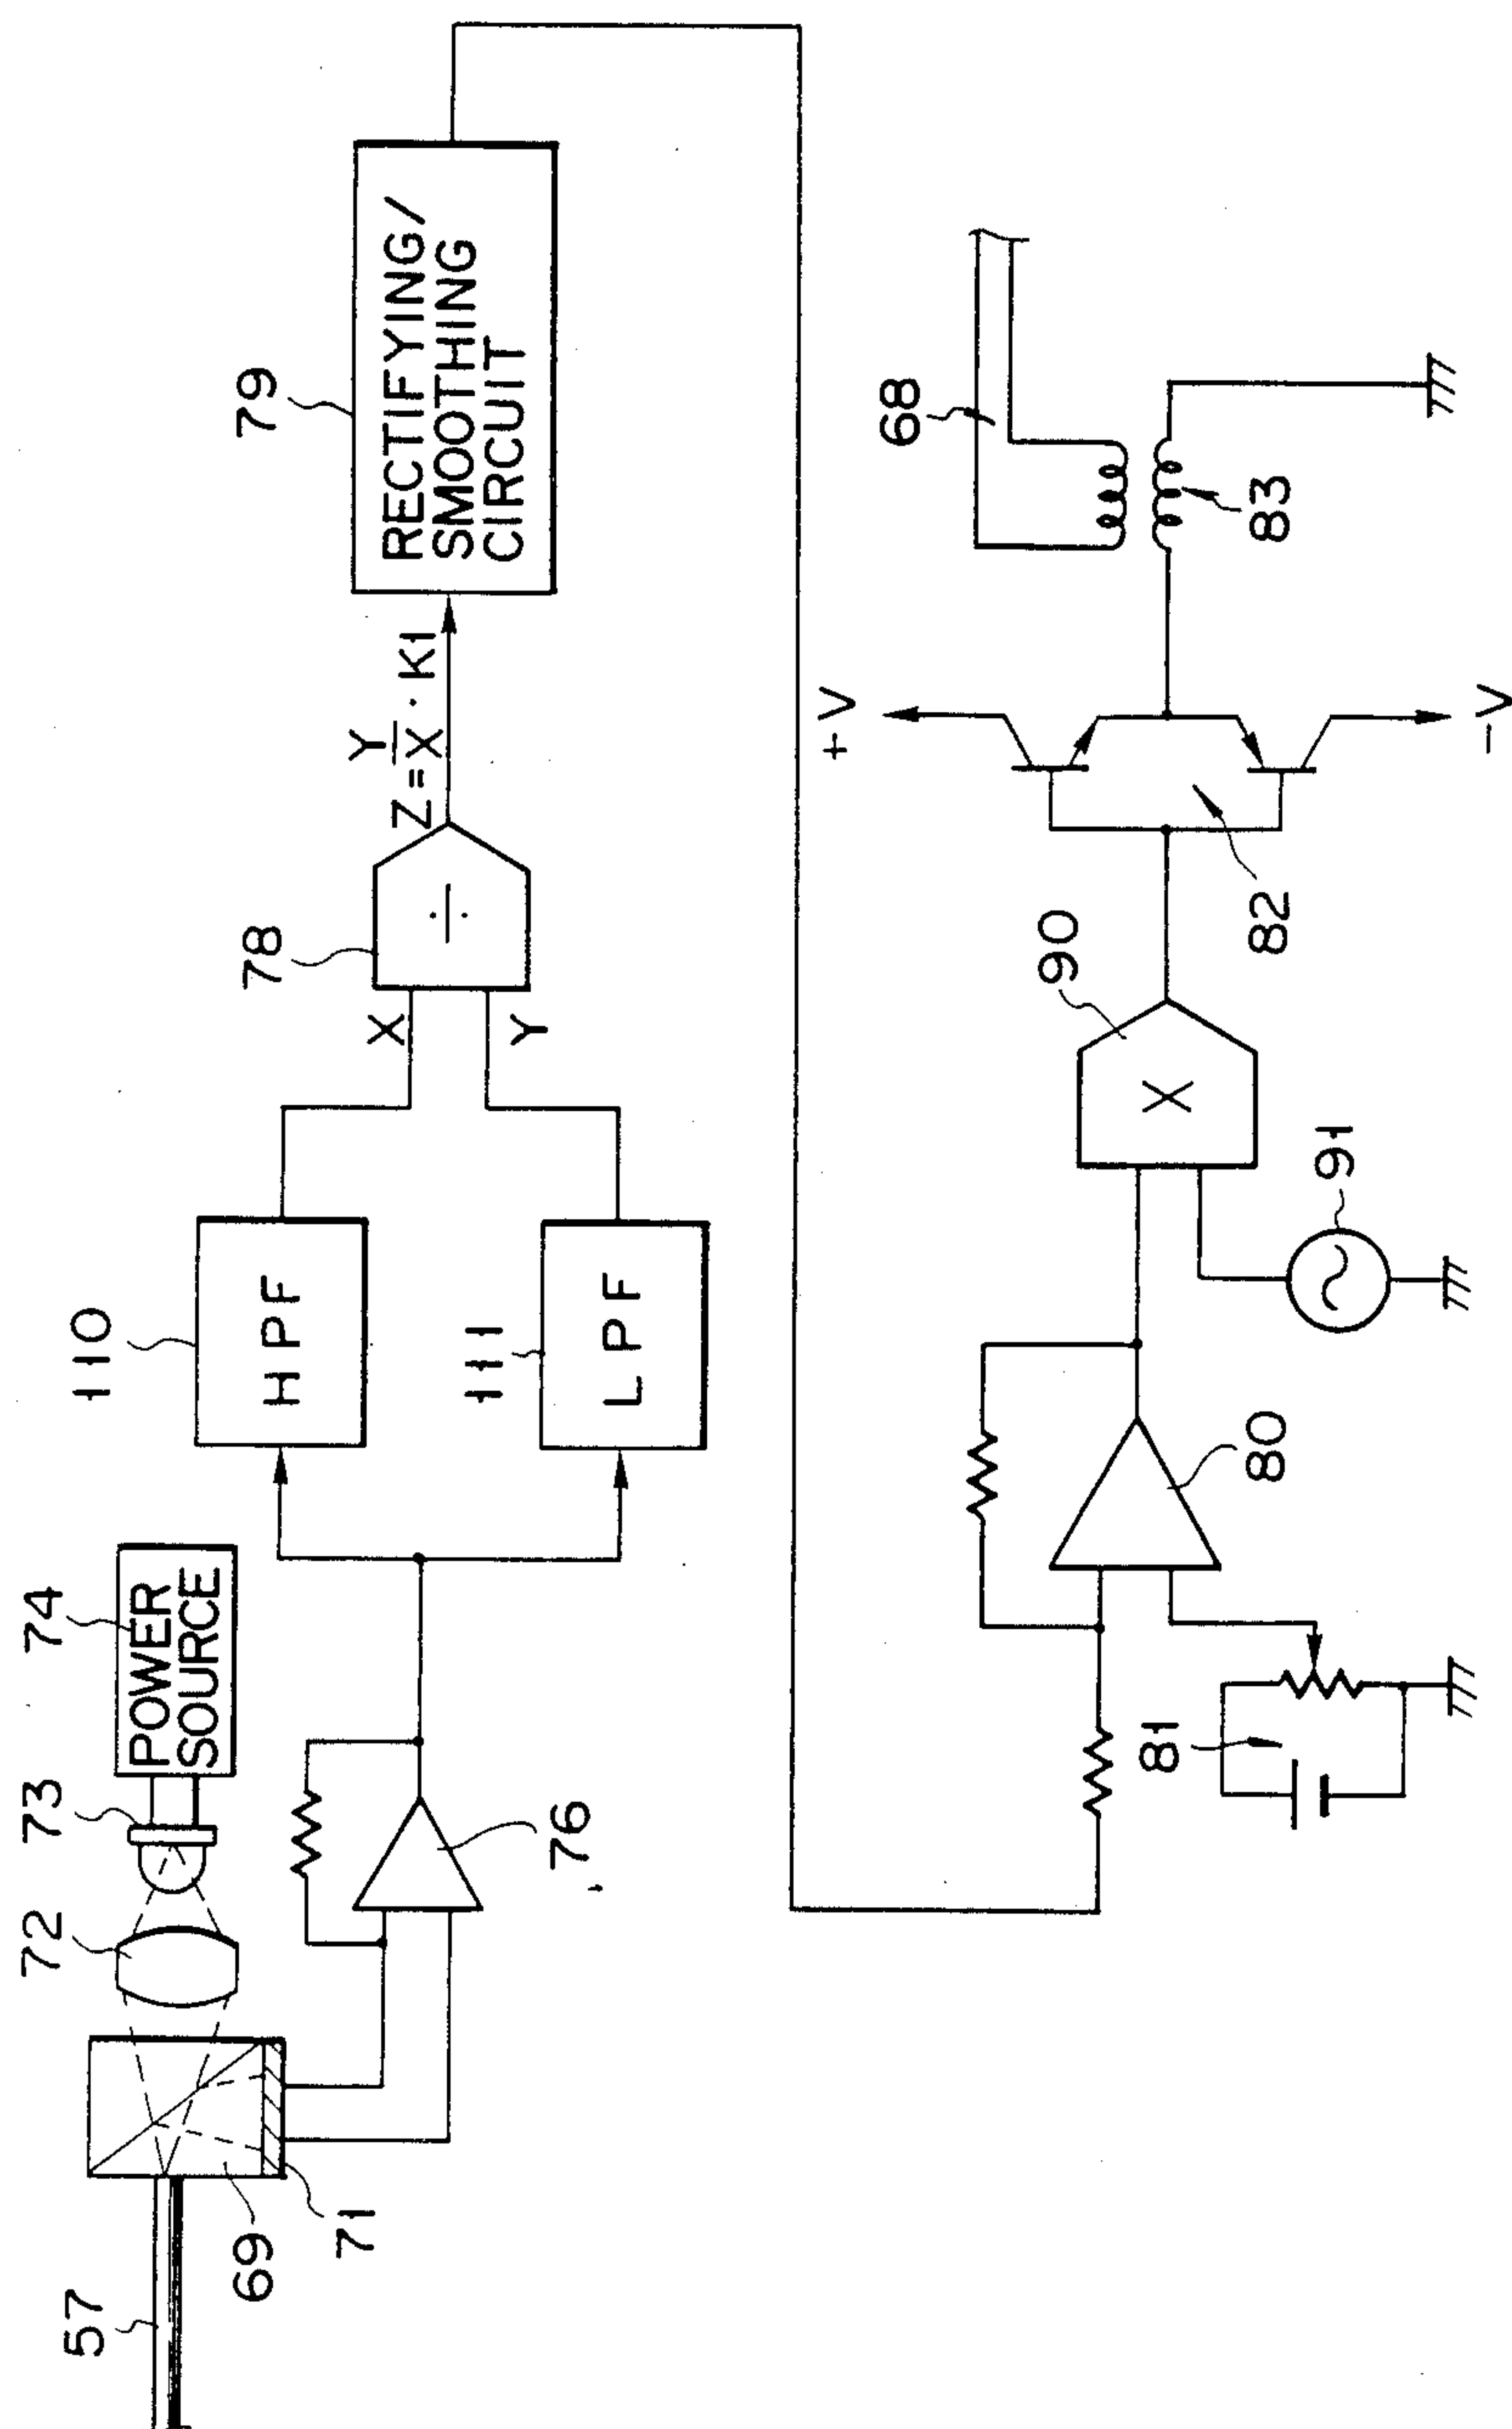 57
69
71
72
73
74
POWER
SOURCE
76
110
HPF
111
LPF
X
Y
78
÷
Z = Y/X · K1
79
RECTIFYING/
SMOOTHING
CIRCUIT
81
80
91
90
X
82
+V
-V
68
83